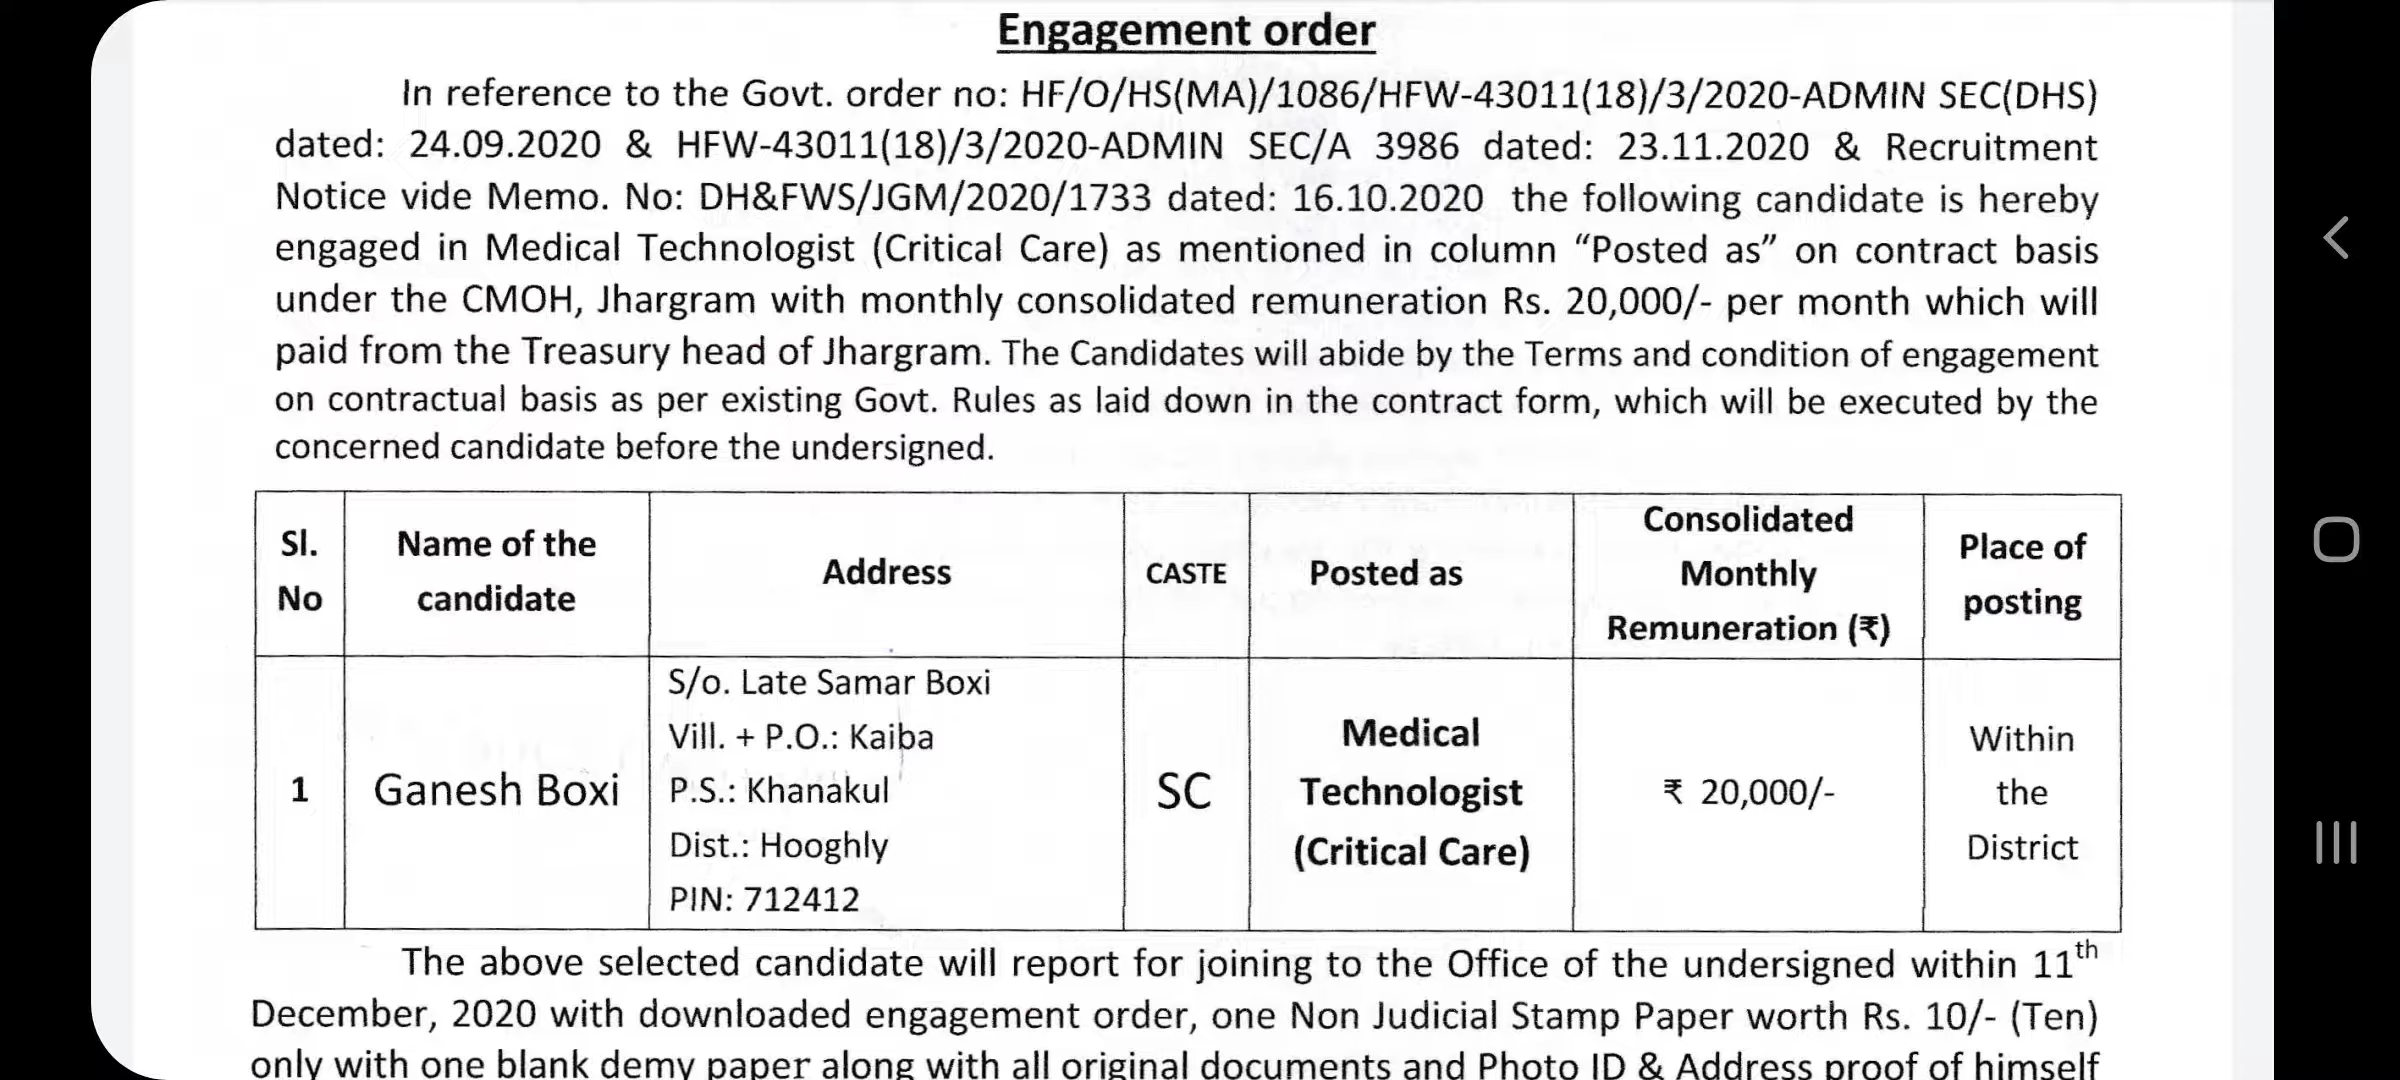 Engagement order
In reference to the Govt. order no: HF/O/HS(MA)/1086/HFW-43011(18)/3/2020-ADMIN SEC(DHS)
dated: 24.09.2020 & HFW-43011(18)/3/2020-ADMIN SEC/A 3986 dated: 23.11.2020 & Recruitment
Notice vide Memo. No: DH&FWS/JGM/2020/1733 dated: 16.10.2020 the following candidate is hereby
engaged in Medical Technologist (Critical Care) as mentioned in column “Posted as” on contract basis
under the CMOH, Jhargram with monthly consolidated remuneration Rs. 20,000/- per month which will
paid from the Treasury head of Jhargram. The Candidates will abide by the Terms and condition of engagement
on contractual basis as per existing Govt. Rules as laid down in the contract form, which will be executed by the
concerned candidate before the undersigned.
Sl.
No
Name of the
candidate
Address
CASTE
Posted as
Consolidated
Monthly
Remuneration (₹)
Place of
posting
1
Ganesh Boxi
S/o. Late Samar Boxi
Vill. + P.O.: Kaiba
P.S.: Khanakul
Dist.: Hooghly
PIN: 712412
SC
Medical
Technologist
(Critical Care)
₹ 20,000/-
Within
the
District
The above selected candidate will report for joining to the Office of the undersigned within 11th
December, 2020 with downloaded engagement order, one Non Judicial Stamp Paper worth Rs. 10/- (Ten)
only with one blank demy paper along with all original documents and Photo ID & Address proof of himself